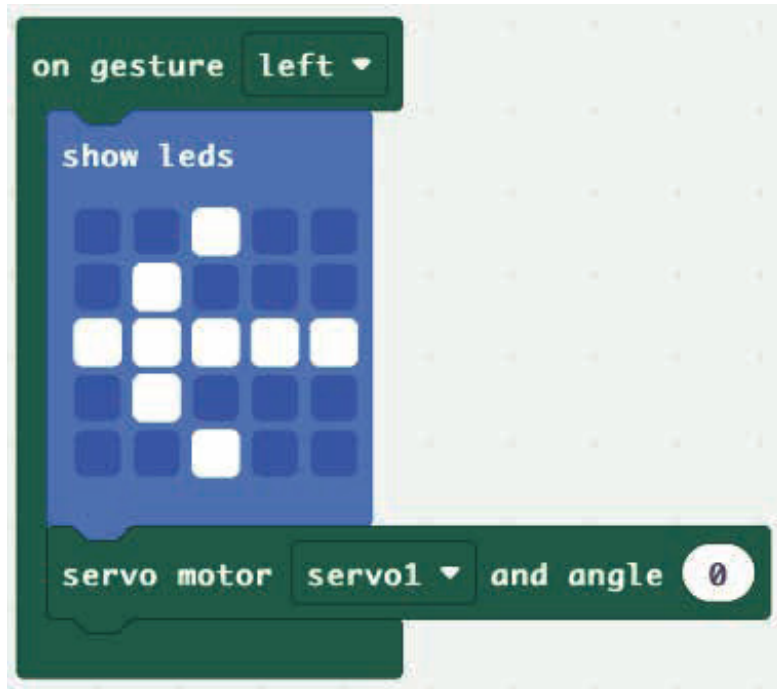 on gesture left
show leds
servo motor servo1 and angle 0